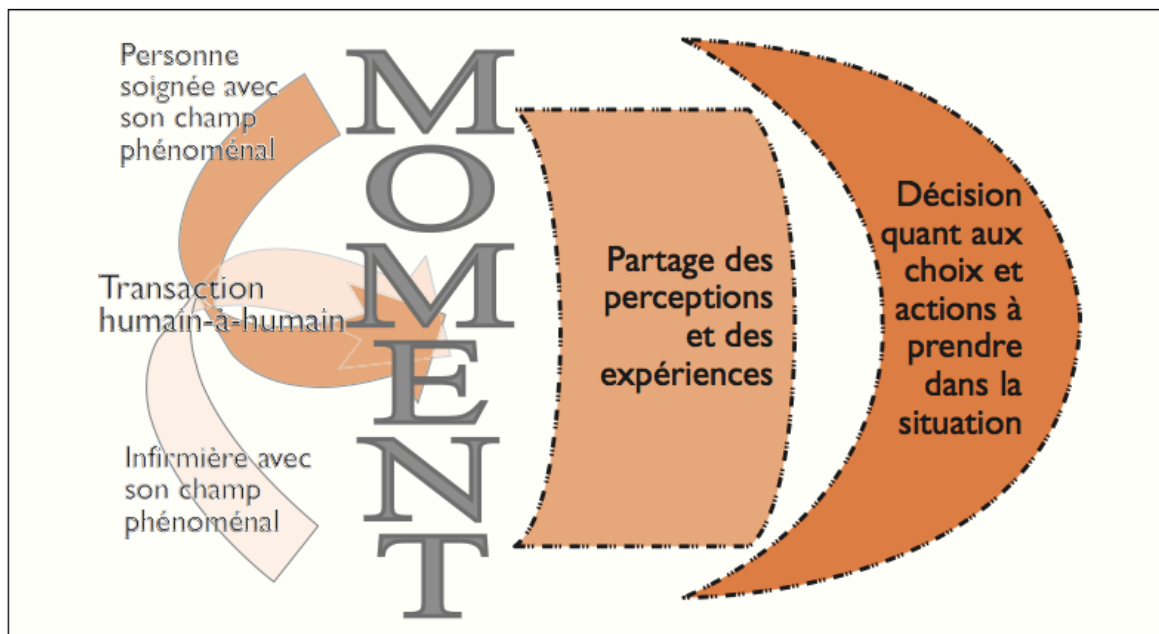 Personne
soignée avec
son champ
phénoménal
Transaction
humain-à-humain
Infirmière avec
son champ
phénoménal
MOMENT
Partage des
perceptions
et des
expériences
Décision
quant aux
choix et
actions à
prendre
dans la
situation